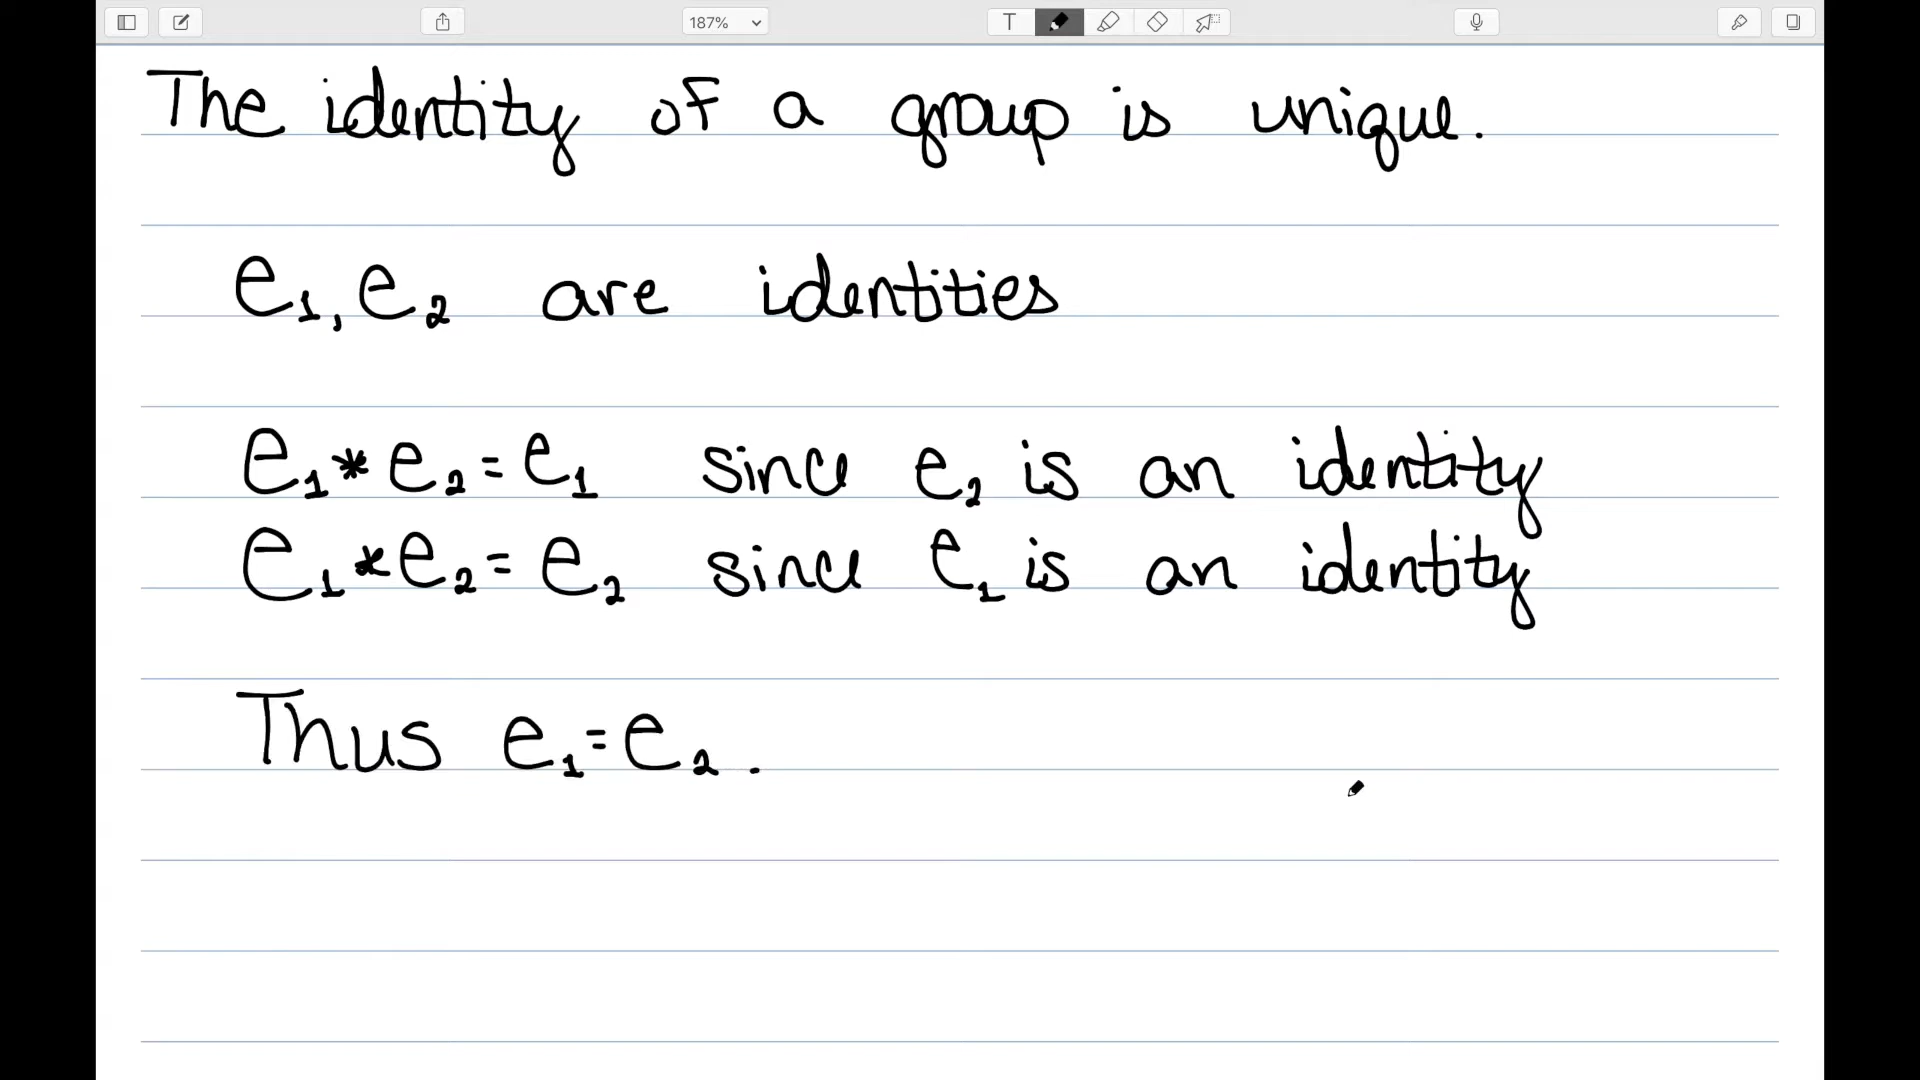 187%
T
The identity of a group is unique.
e₁, e₂ are identities
e₁ * e₂ = e₁ since e₂ is an identity
e₁ * e₂ = e₂ since e₁ is an identity
Thus e₁ = e₂.